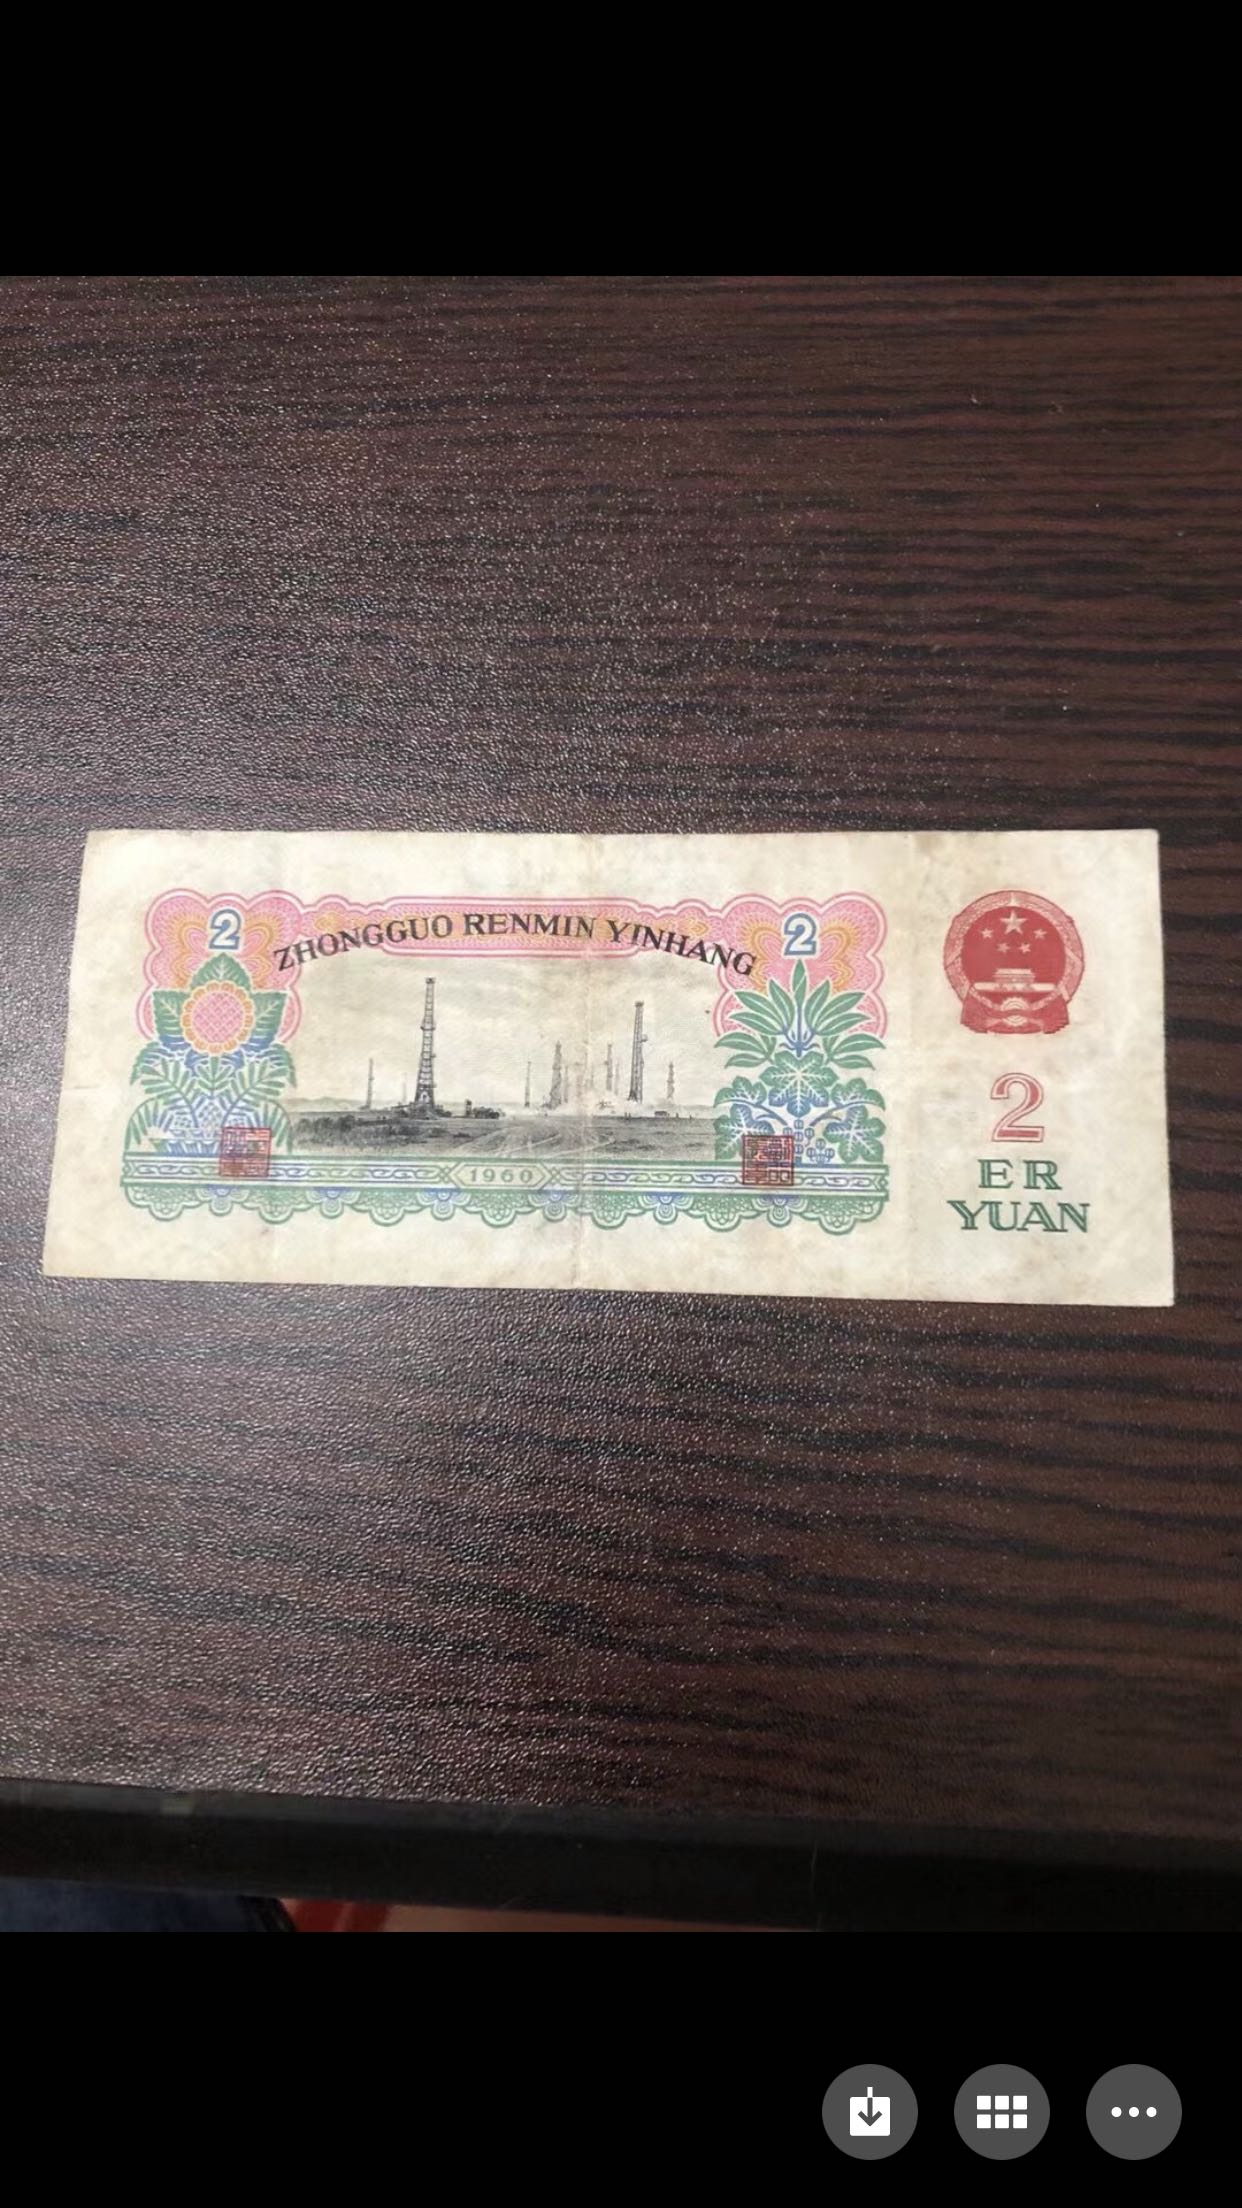 2
ZHONGGUO RENMIN YINHANG
2
1960
2
ER
YUAN